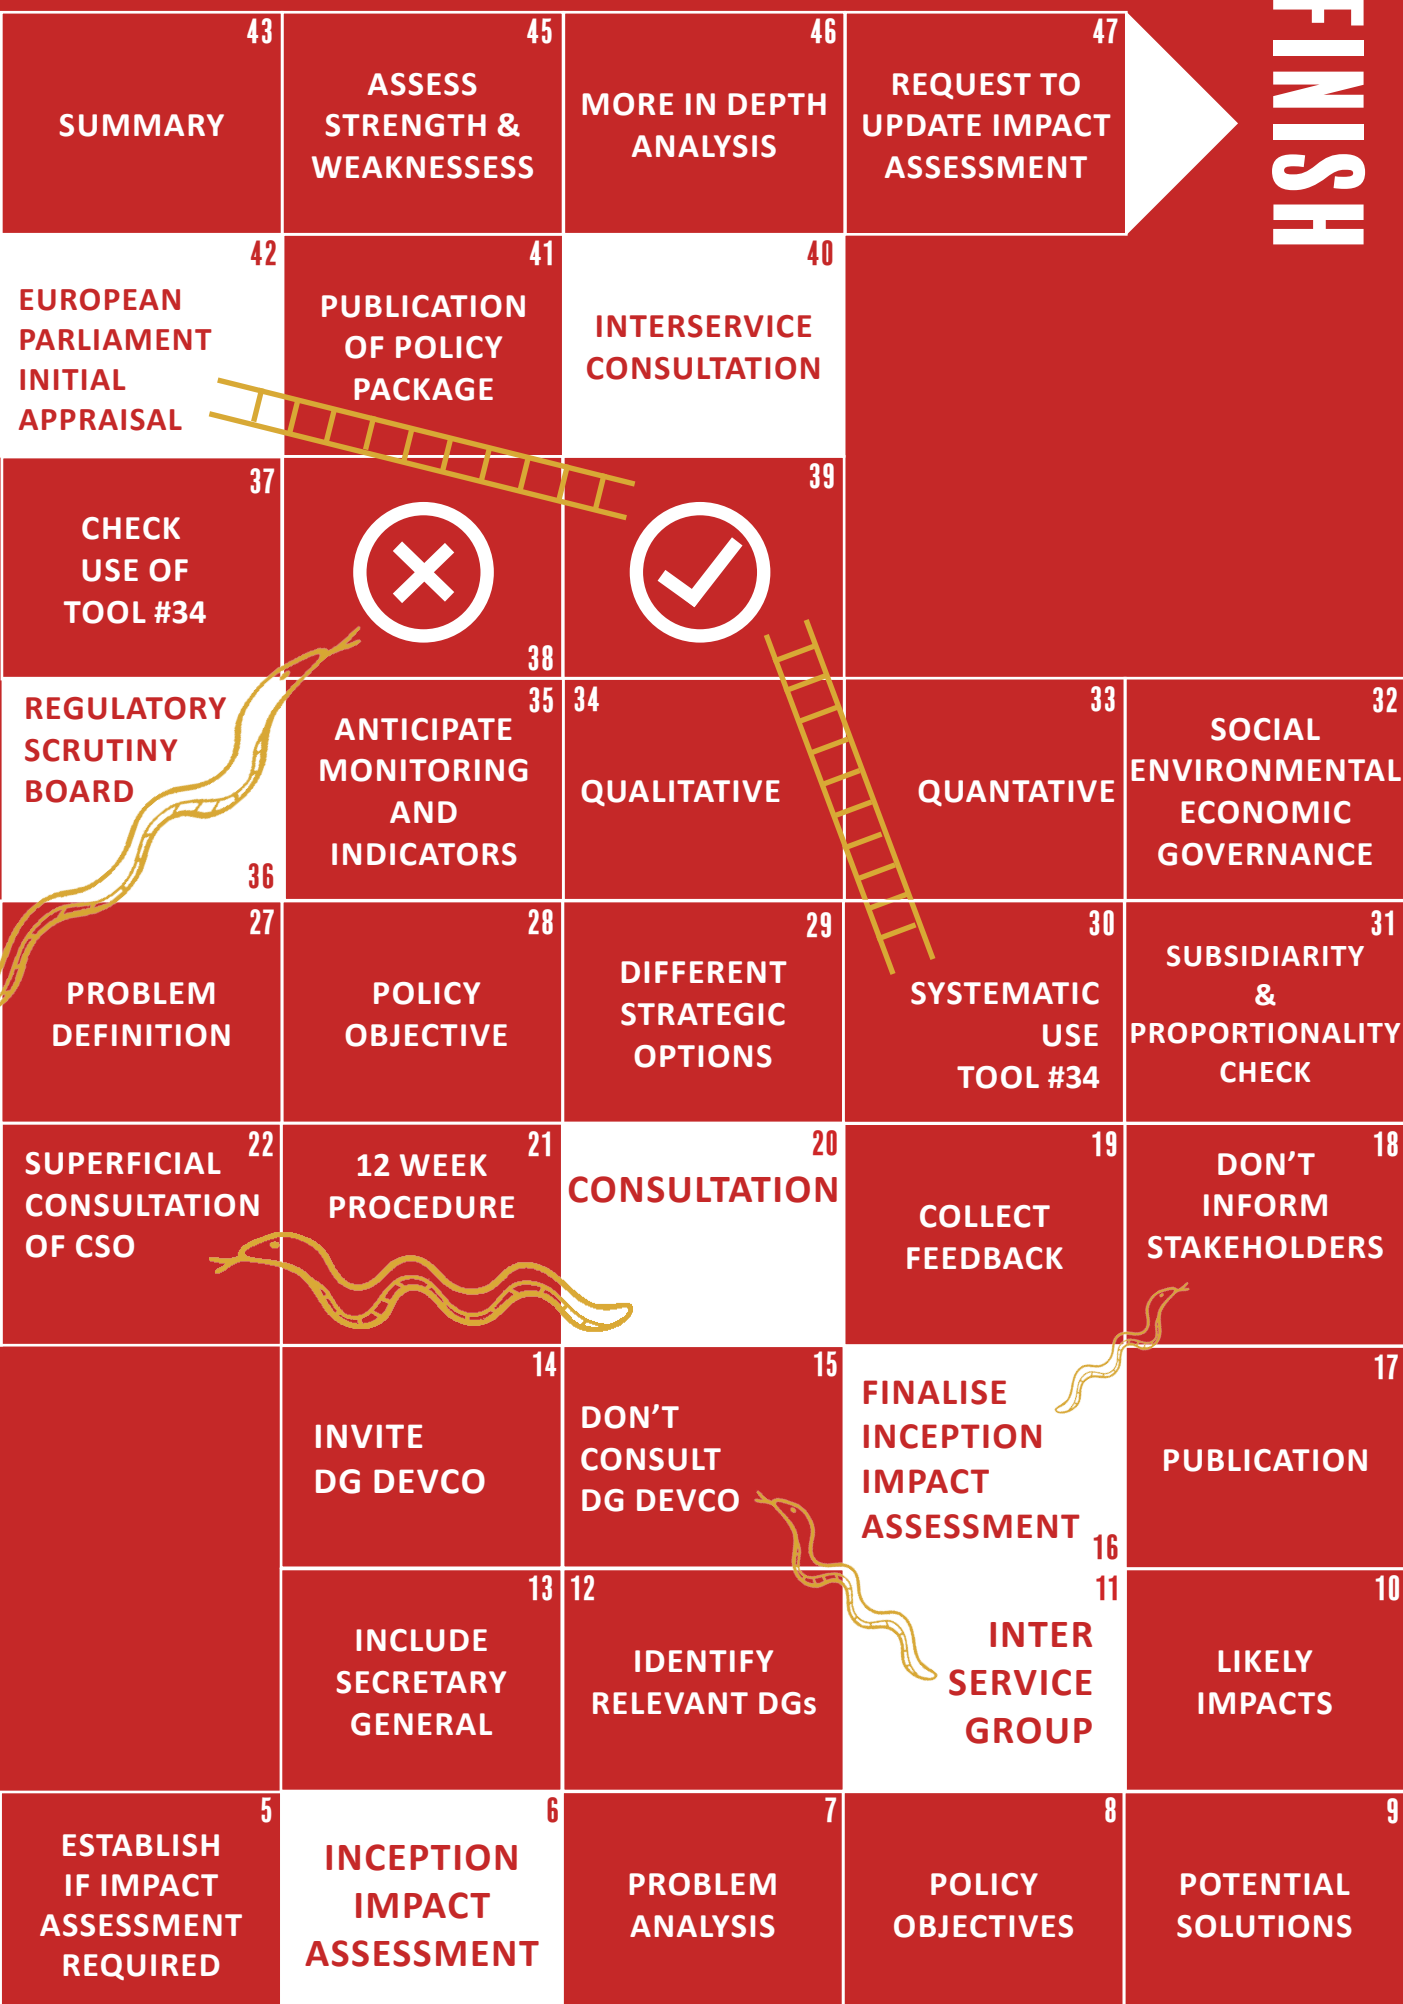 FINISH
43
SUMMARY
45
ASSESS
STRENGTH &
WEAKNESSESS
46
MORE IN DEPTH
ANALYSIS
47
REQUEST TO
UPDATE IMPACT
ASSESSMENT
42
EUROPEAN
PARLIAMENT
INITIAL
APPRAISAL
41
PUBLICATION
OF POLICY
PACKAGE
40
INTERSERVICE
CONSULTATION
37
CHECK
USE OF
TOOL #34
38
39
REGULATORY
SCRUTINY
BOARD
36
35
ANTICIPATE
MONITORING
AND
INDICATORS
34
QUALITATIVE
33
QUANTATIVE
32
SOCIAL
ENVIRONMENTAL
ECONOMIC
GOVERNANCE
27
PROBLEM
DEFINITION
28
POLICY
OBJECTIVE
29
DIFFERENT
STRATEGIC
OPTIONS
30
SYSTEMATIC
USE
TOOL #34
31
SUBSIDIARITY
&
PROPORTIONALITY
CHECK
22
SUPERFICIAL
CONSULTATION
OF CSO
21
12 WEEK
PROCEDURE
20
CONSULTATION
19
COLLECT
FEEDBACK
18
DON'T
INFORM
STAKEHOLDERS
14
INVITE
DG DEVCO
15
DON'T
CONSULT
DG DEVCO
FINALISE
INCEPTION
IMPACT
ASSESSMENT
16
17
PUBLICATION
13
INCLUDE
SECRETARY
GENERAL
12
IDENTIFY
RELEVANT DGs
11
INTER
SERVICE
GROUP
10
LIKELY
IMPACTS
5
ESTABLISH
IF IMPACT
ASSESSMENT
REQUIRED
6
INCEPTION
IMPACT
ASSESSMENT
7
PROBLEM
ANALYSIS
8
POLICY
OBJECTIVES
9
POTENTIAL
SOLUTIONS